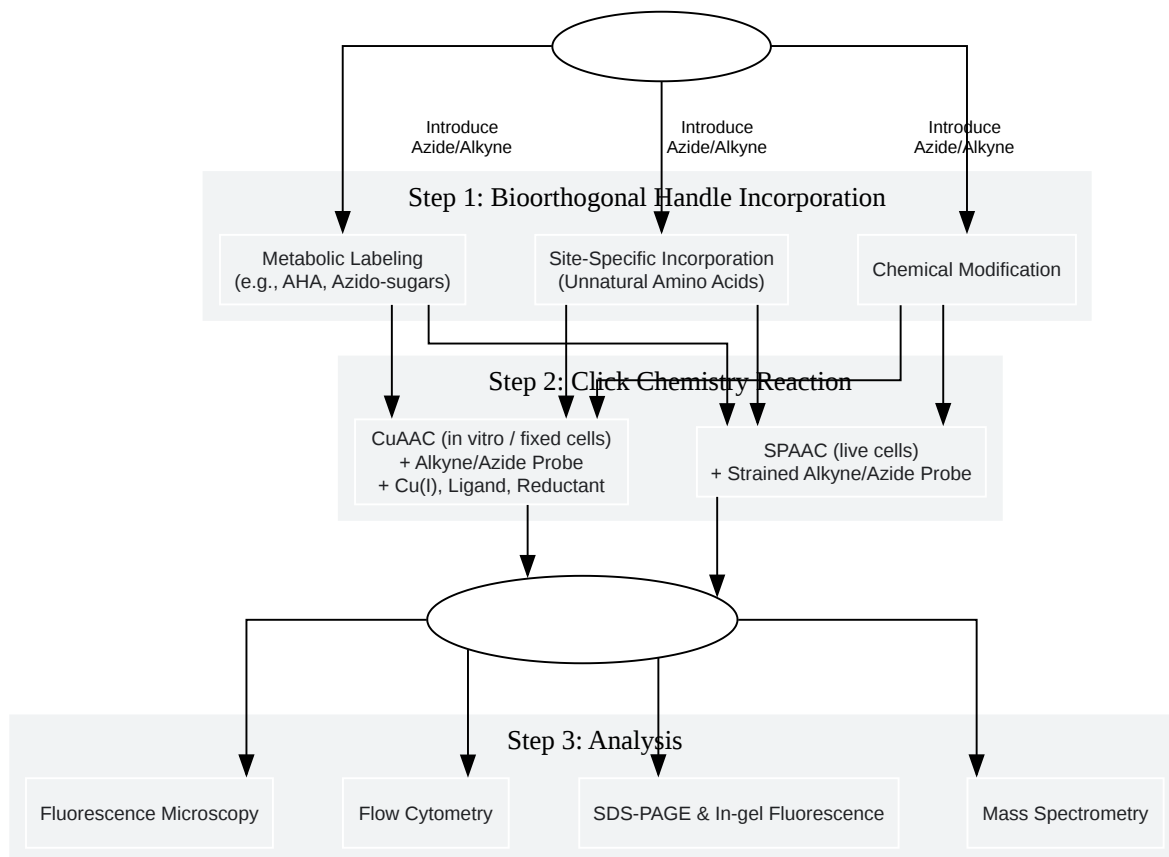 Introduce
Azide/Alkyne
Introduce
Azide/Alkyne
Introduce
Azide/Alkyne
Step 1: Bioorthogonal Handle Incorporation
Metabolic Labeling
(e.g., AHA, Azido-sugars)
Site-Specific Incorporation
(Unnatural Amino Acids)
Chemical Modification
Step 2: Click Chemistry Reaction
CuAAC (in vitro / fixed cells)
+ Alkyne/Azide Probe
+ Cu(I), Ligand, Reductant
SPAAC (live cells)
+ Strained Alkyne/Azide Probe
Step 3: Analysis
Fluorescence Microscopy
Flow Cytometry
SDS-PAGE & In-gel Fluorescence
Mass Spectrometry